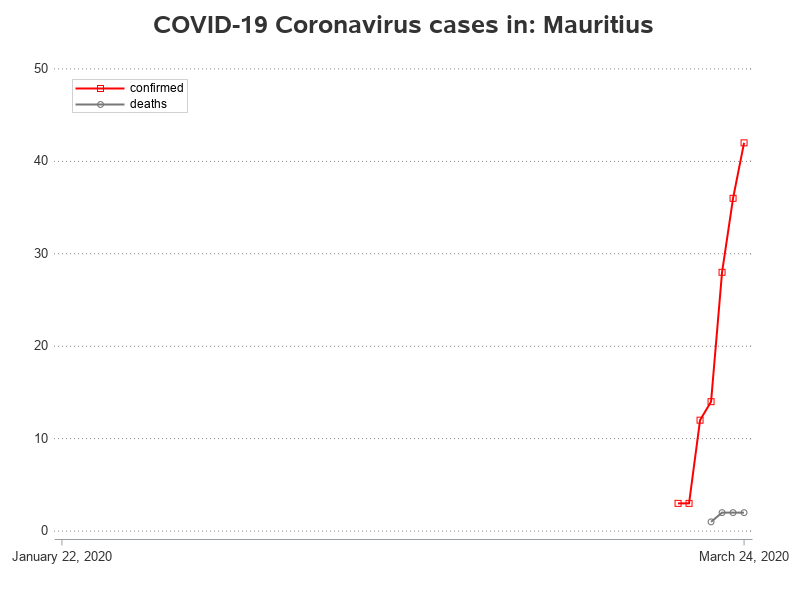 COVID-19 Coronavirus cases in: Mauritius
50
confirmed
deaths
40
30
20
10
0
January 22, 2020
March 24, 2020